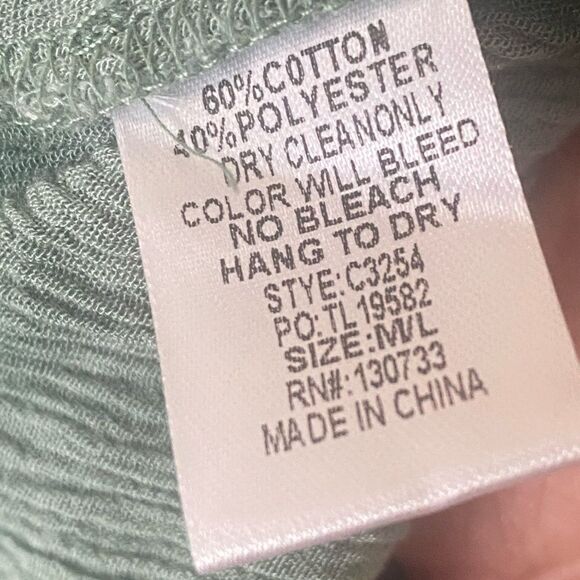 60%COTTON
40%POLYESTER
DRY CLEANONLY
COLOR WILL BLEED
NO BLEACH
HANG TO DRY
STYE:C3254
PO:TL19582
SIZE:M/L
RN#:130733
MADE IN CHINA